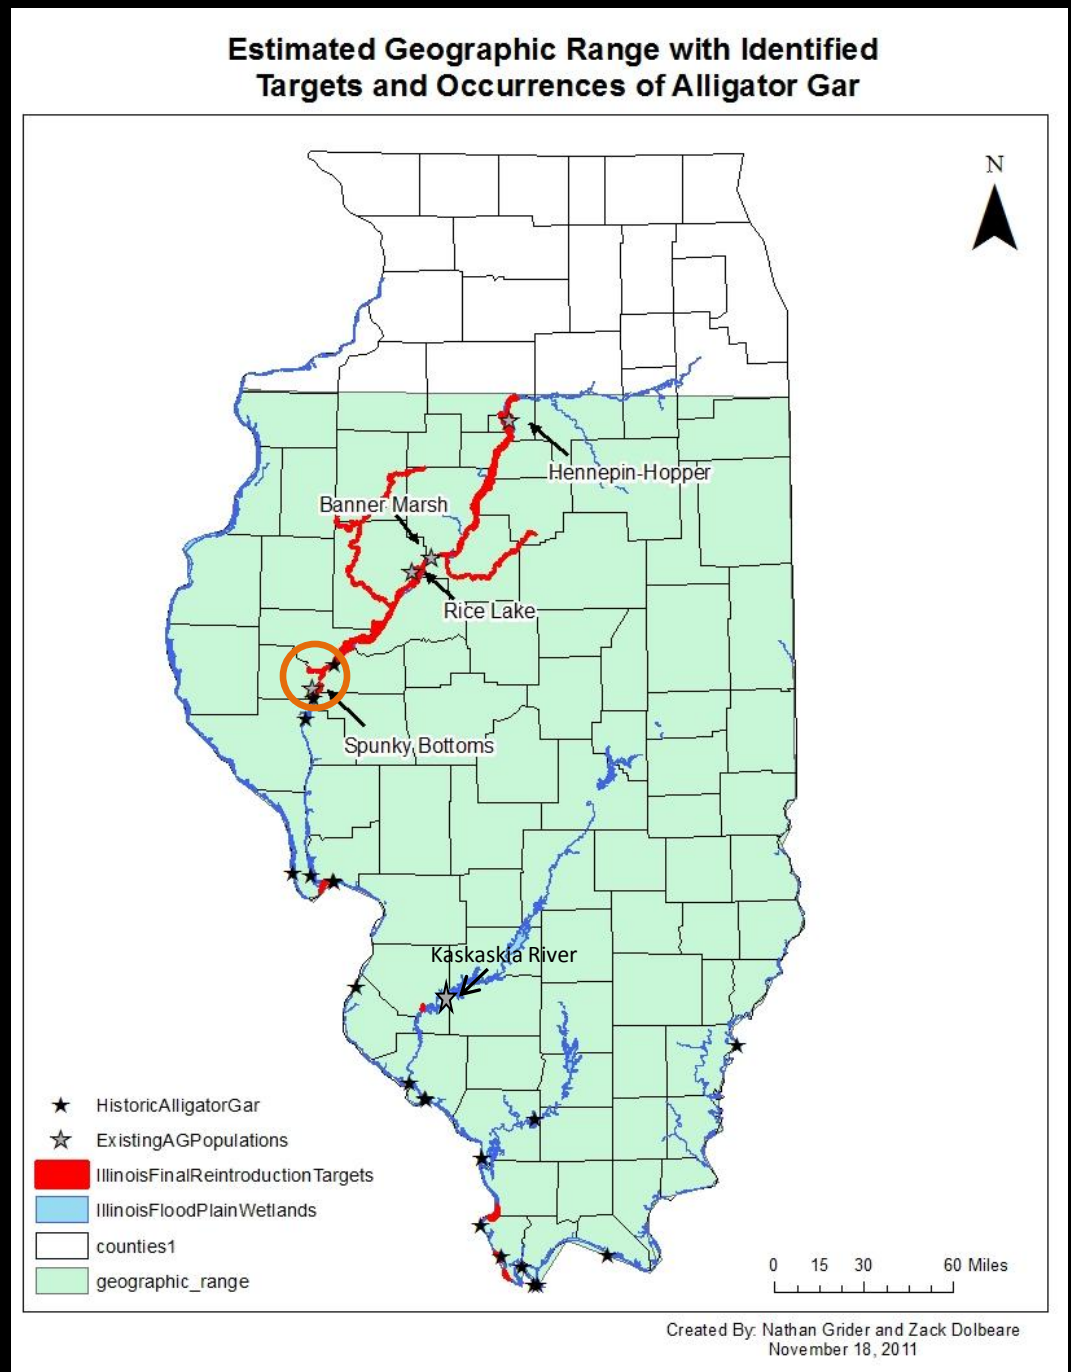 Estimated Geographic Range with Identified
Targets and Occurrences of Alligator Gar
N
Hennepin-Hopper
Banner Marsh
Rice Lake
Spunky Bottoms
Kaskaskia River
HistoricAlligatorGar
ExistingAGPopulations
IllinoisFinalReintroductionTargets
IllinoisFloodPlainWetlands
counties1
geographic_range
0 15 30 60 Miles
Created By: Nathan Grider and Zack Dolbeare
November 18, 2011